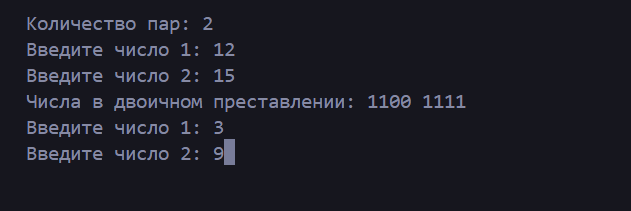 Количество пар: 2
Введите число 1: 12
Введите число 2: 15
Числа в двоичном преставлении: 1100 1111
Введите число 1: 3
Введите число 2: 9